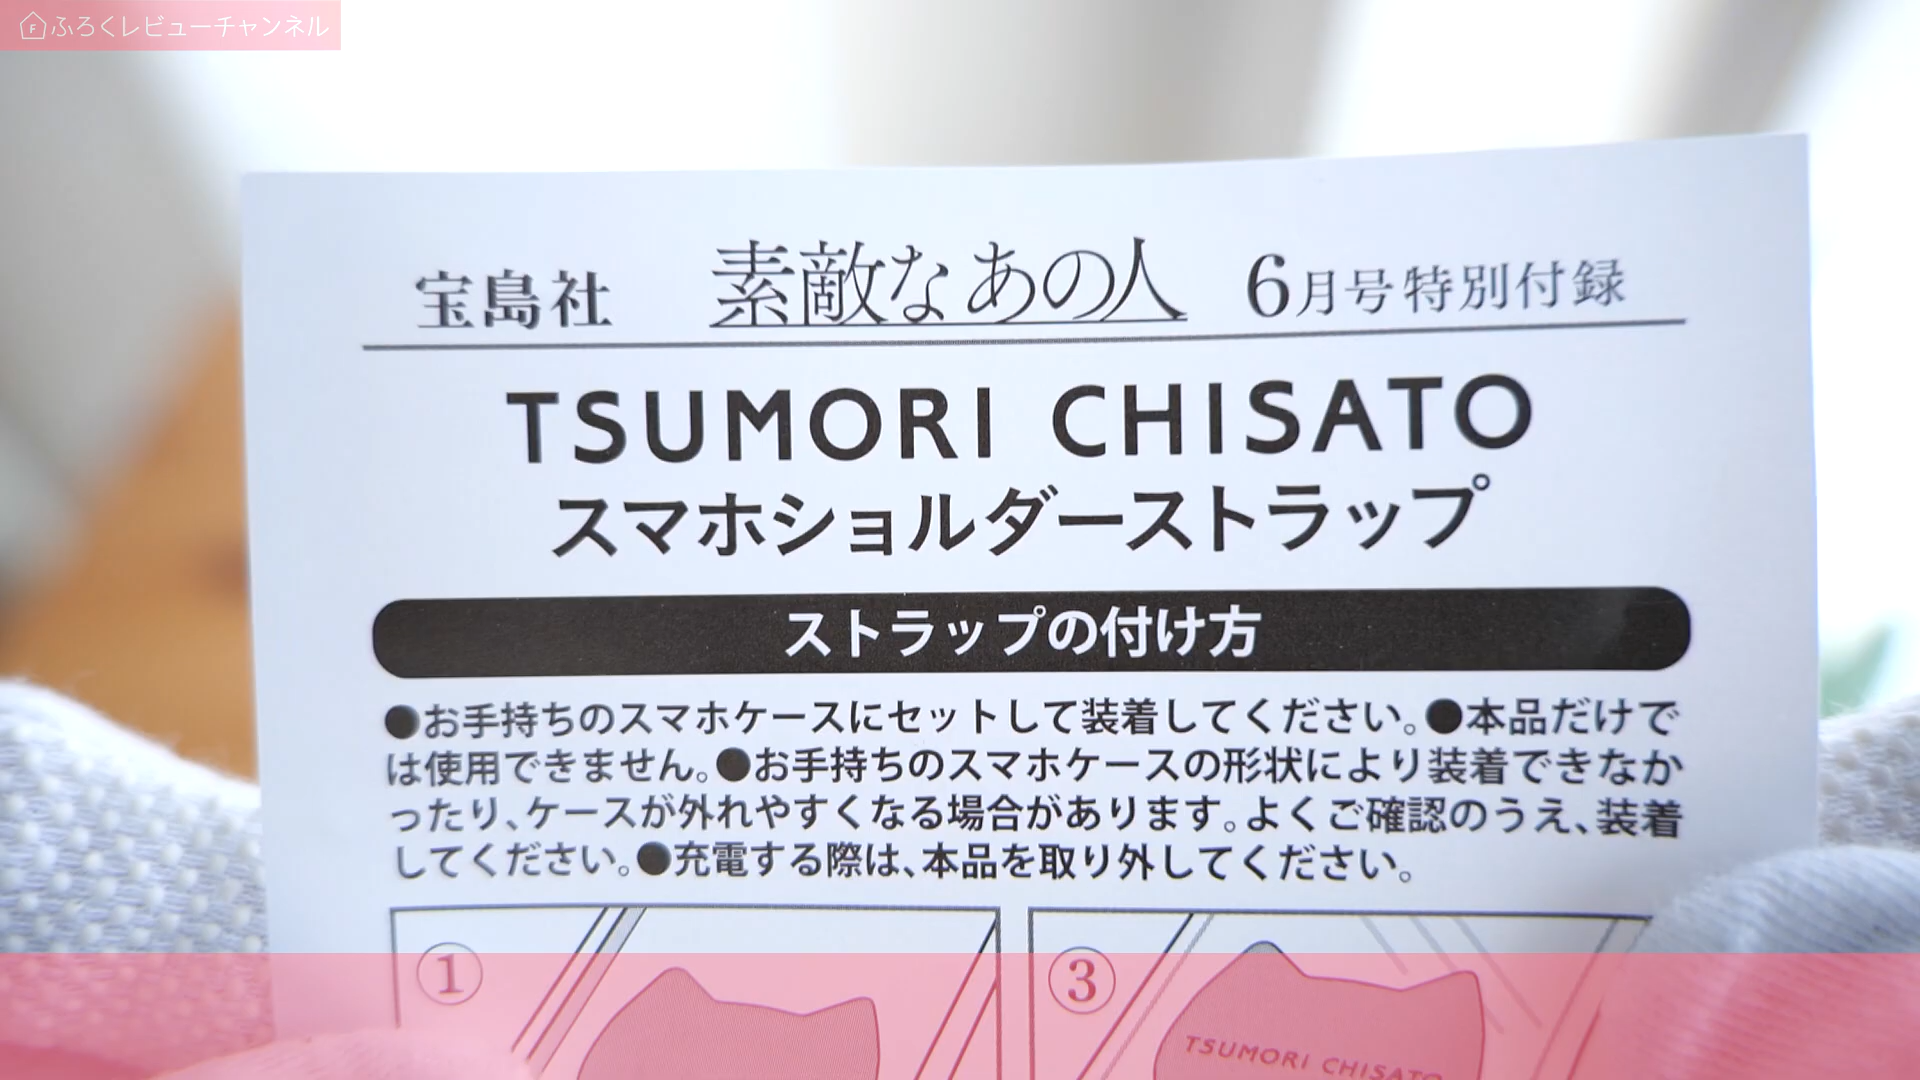 ふろくレビューチャンネル
宝島社 素敵なあの人 6月号特別付録
TSUMORI CHISATO
スマホショルダーストラップ
ストラップの付け方
●お手持ちのスマホケースにセットして装着してください。●本品だけで
は使用できません。●お手持ちのスマホケースの形状により装着できなか
ったり、ケースが外れやすくなる場合があります。よくご確認のうえ、装着
してください。●充電する際は、本品を取り外してください。
① ③
TSUMORI CHISATO